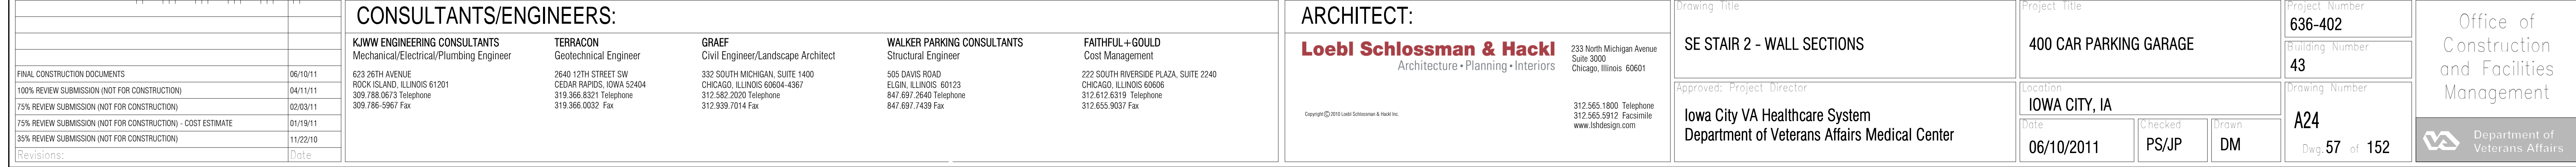 FINAL CONSTRUCTION DOCUMENTS 06/10/11
100% REVIEW SUBMISSION (NOT FOR CONSTRUCTION) 04/11/11
75% REVIEW SUBMISSION (NOT FOR CONSTRUCTION) 02/03/11
75% REVIEW SUBMISSION (NOT FOR CONSTRUCTION) - COST ESTIMATE 01/19/11
35% REVIEW SUBMISSION (NOT FOR CONSTRUCTION) 11/22/10
Revisions: Date
CONSULTANTS/ENGINEERS:
KJWW ENGINEERING CONSULTANTS
Mechanical/Electrical/Plumbing Engineer
623 26TH AVENUE
ROCK ISLAND, ILLINOIS 61201
309.788.0673 Telephone
309.786-5967 Fax
TERRACON
Geotechnical Engineer
2640 12TH STREET SW
CEDAR RAPIDS, IOWA 52404
319.366.8321 Telephone
319.366.0032 Fax
GRAEF
Civil Engineer/Landscape Architect
332 SOUTH MICHIGAN, SUITE 1400
CHICAGO, ILLINOIS 60604-4367
312.582.2020 Telephone
312.939.7014 Fax
WALKER PARKING CONSULTANTS
Structural Engineer
505 DAVIS ROAD
ELGIN, ILLINOIS 60123
847.697.2640 Telephone
847.697.7439 Fax
FAITHFUL+GOULD
Cost Management
222 SOUTH RIVERSIDE PLAZA, SUITE 2240
CHICAGO, ILLINOIS 60606
312.612.6319 Telephone
312.655.9037 Fax
ARCHITECT:
Loebl Schlossman & Hackl
Architecture • Planning • Interiors
Copyright © 2010 Loebl Schlossman & Hackl Inc.
233 North Michigan Avenue
Suite 3000
Chicago, Illinois 60601
312.565.1800 Telephone
312.565.5912 Facsimile
www.lshdesign.com
Drawing Title
SE STAIR 2 - WALL SECTIONS
Approved: Project Director
Iowa City VA Healthcare System
Department of Veterans Affairs Medical Center
Project Title
400 CAR PARKING GARAGE
Location
IOWA CITY, IA
Date
06/10/2011
Checked
PS/JP
Drawn
DM
Project Number
636-402
Building Number
43
Drawing Number
A24
Dwg. 57 of 152
Office of
Construction
and Facilities
Management
VA
Department of
Veterans Affairs